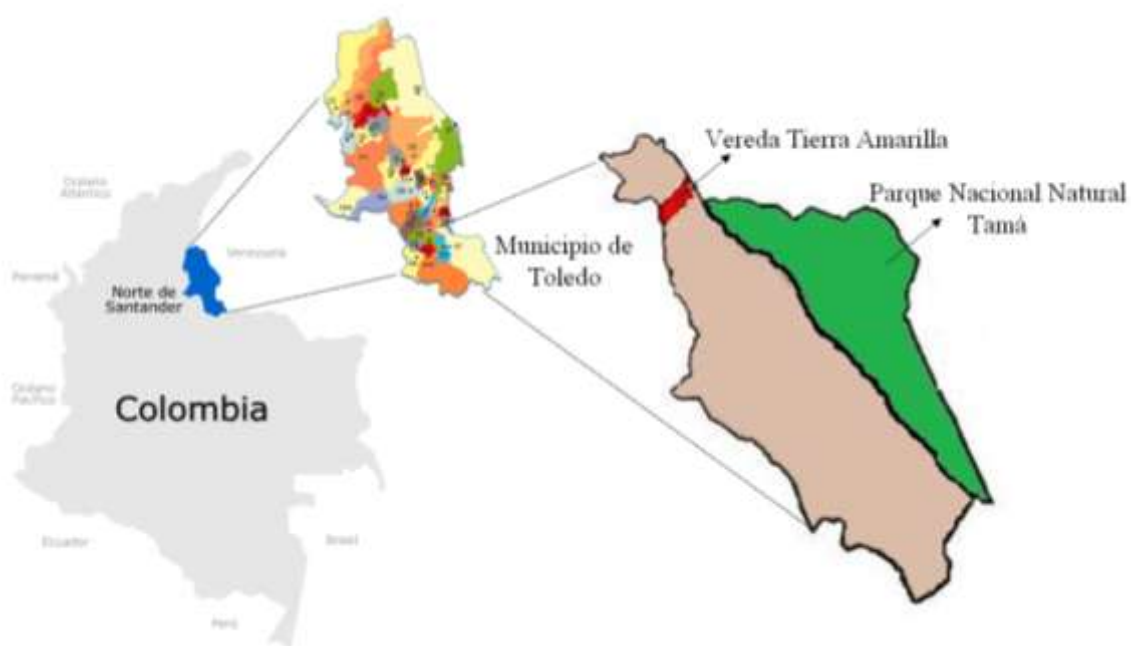 Vereda Tierra Amarilla
Parque Nacional Natural
Tamá
Municipio de
Toledo
Océano
Atlántico
Venezuela
Panamá
Norte de
Santander
Océano
Pacífico
Colombia
Ecuador
Brasil
Perú